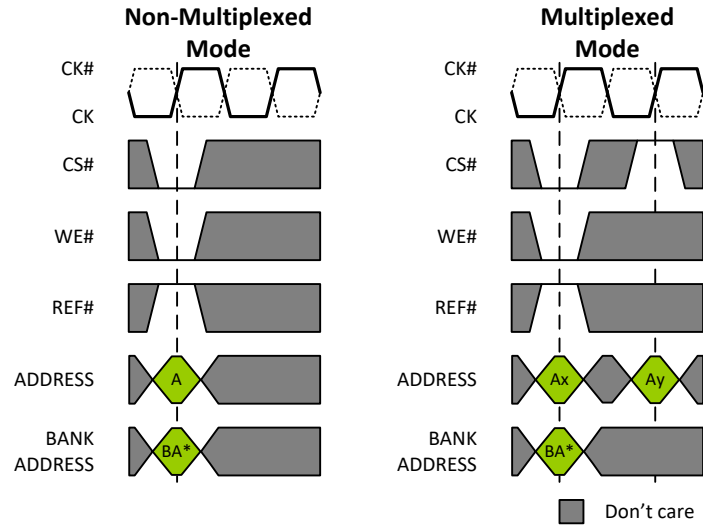 Non-Multiplexed
Mode
CK#
CK
CS#
WE#
REF#
ADDRESS
A
BANK
ADDRESS
BA*
Multiplexed
Mode
CK#
CK
CS#
WE#
REF#
ADDRESS
Ax
Ay
BANK
ADDRESS
BA*
Don't care